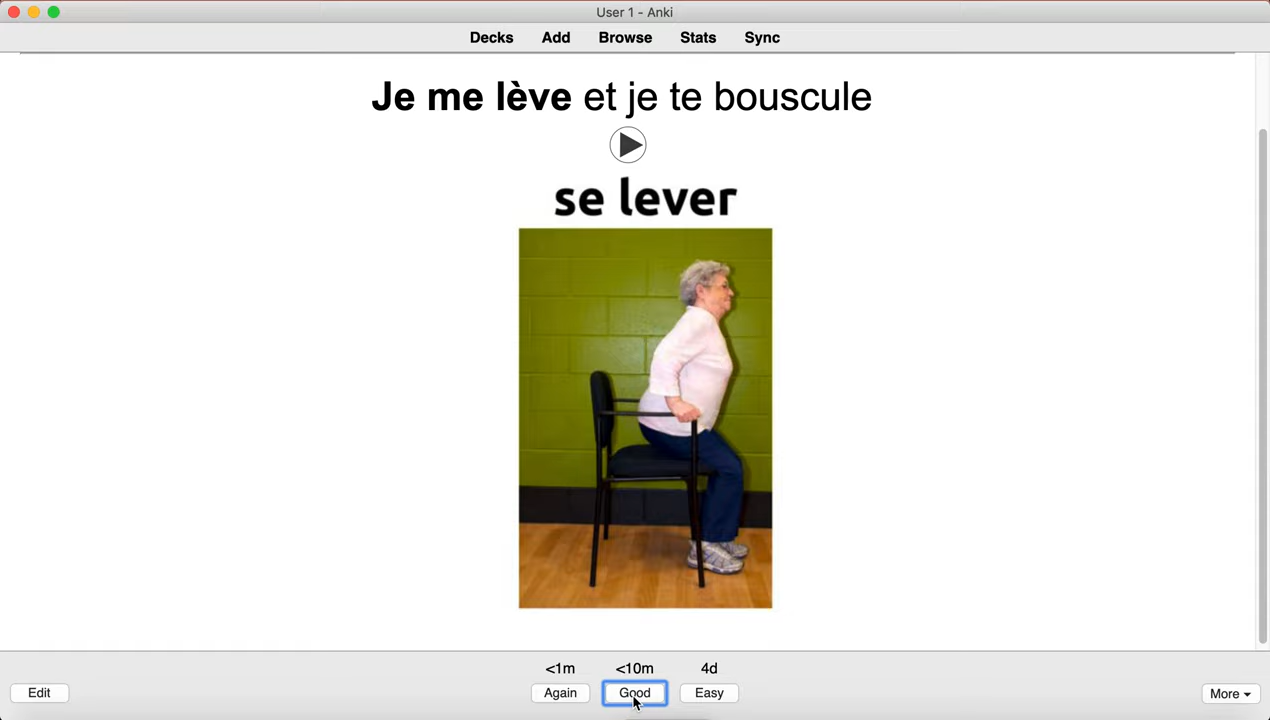 User 1 - Anki
Decks Add Browse Stats Sync
Je me lève et je te bouscule
se lever
<1m <10m 4d
Edit Again Good Easy More